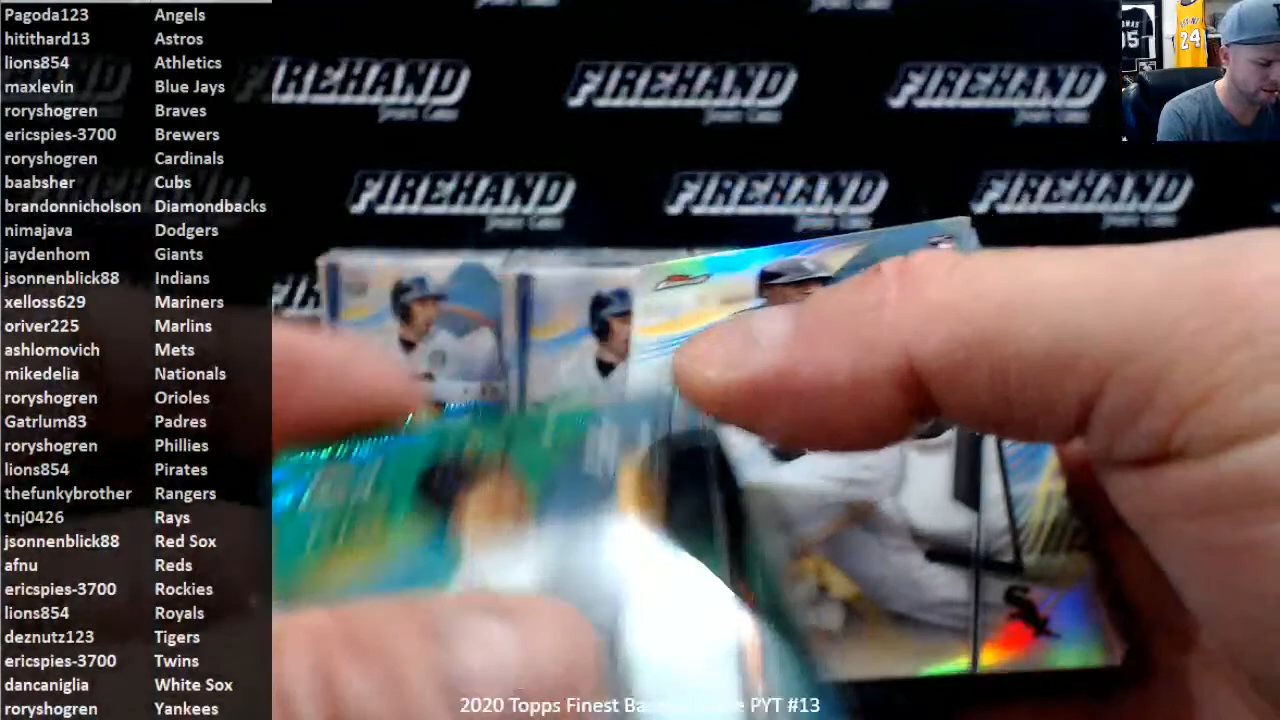 Pagoda123 Angels
hitithard13 Astros
lions854 Athletics
maxlevin Blue Jays
roryshogren Braves
ericspies-3700 Brewers
roryshogren Cardinals
baabsher Cubs
brandonnicholson Diamondbacks
nimajava Dodgers
jaydenhom Giants
jsonnenblick88 Indians
xelloss629 Mariners
oriver225 Marlins
ashlomovich Mets
mikedelia Nationals
roryshogren Orioles
Gatrlum83 Padres
roryshogren Phillies
lions854 Pirates
thefunkybrother Rangers
tnj0426 Rays
jsonnenblick88 Red Sox
afnu Reds
ericspies-3700 Rockies
lions854 Royals
deznutz123 Tigers
ericspies-3700 Twins
dancaniglia White Sox
roryshogren Yankees
FIREHAND FIREHAND FIREHAND
FIREHAND FIREHAND FIREHAND
24
2020 Topps Finest PYT #13